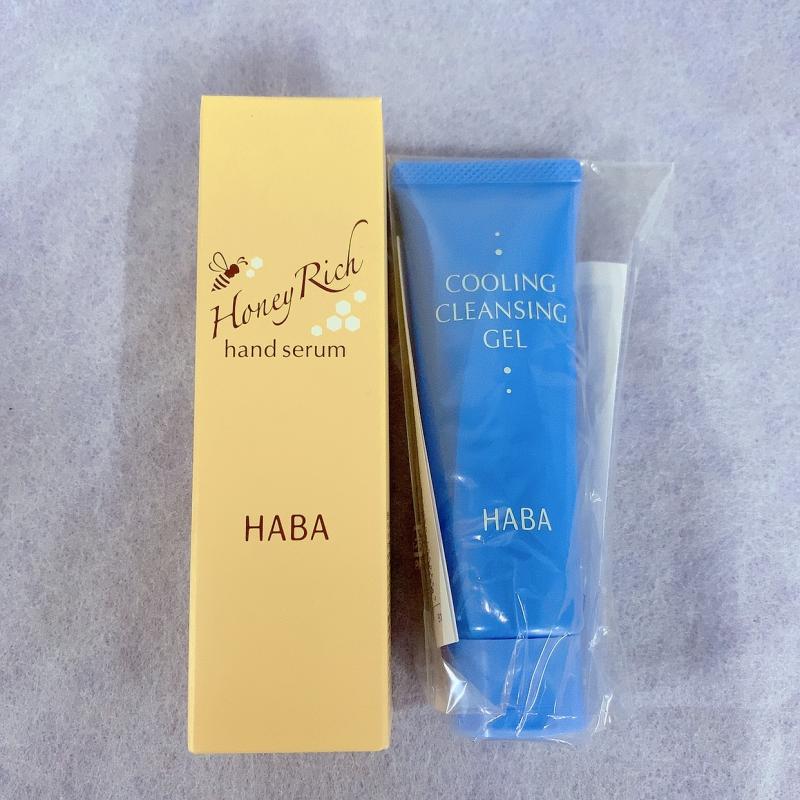 Honey Rich
hand serum
HABA
COOLING
CLEANSING
GEL
HABA